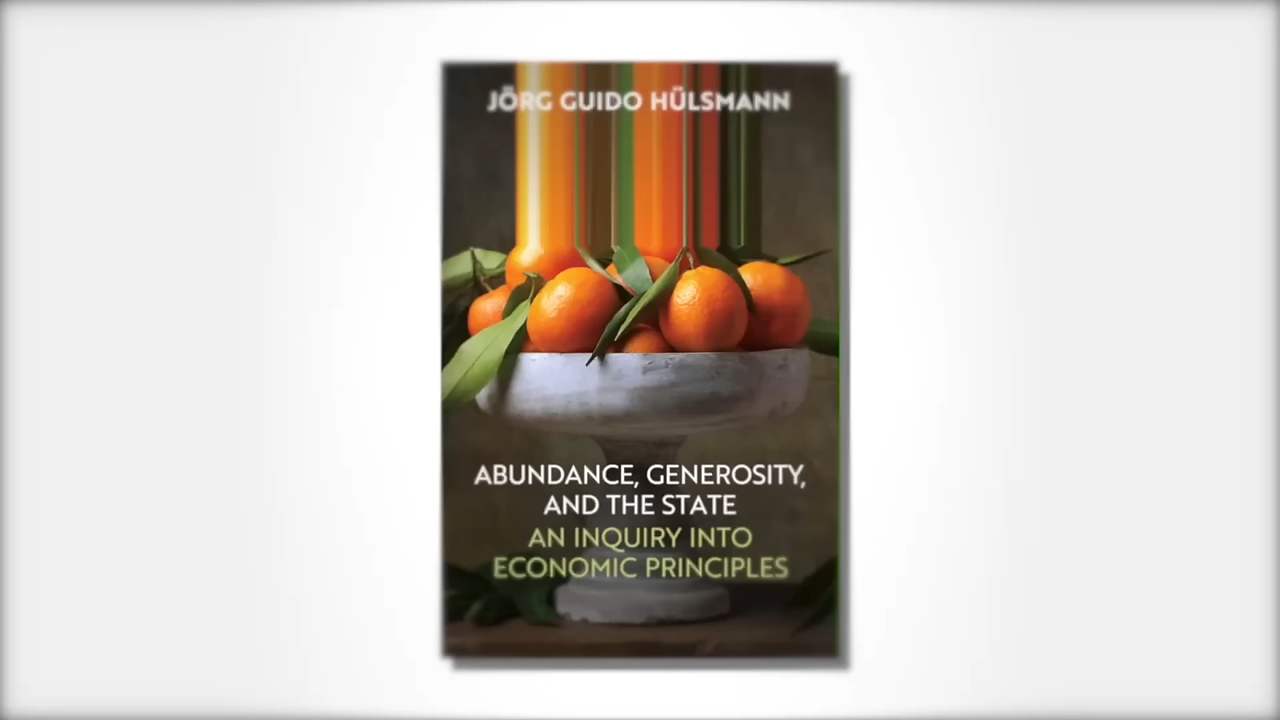 JÖRG GUIDO HÜLSMANN
ABUNDANCE, GENEROSITY,
AND THE STATE
AN INQUIRY INTO
ECONOMIC PRINCIPLES